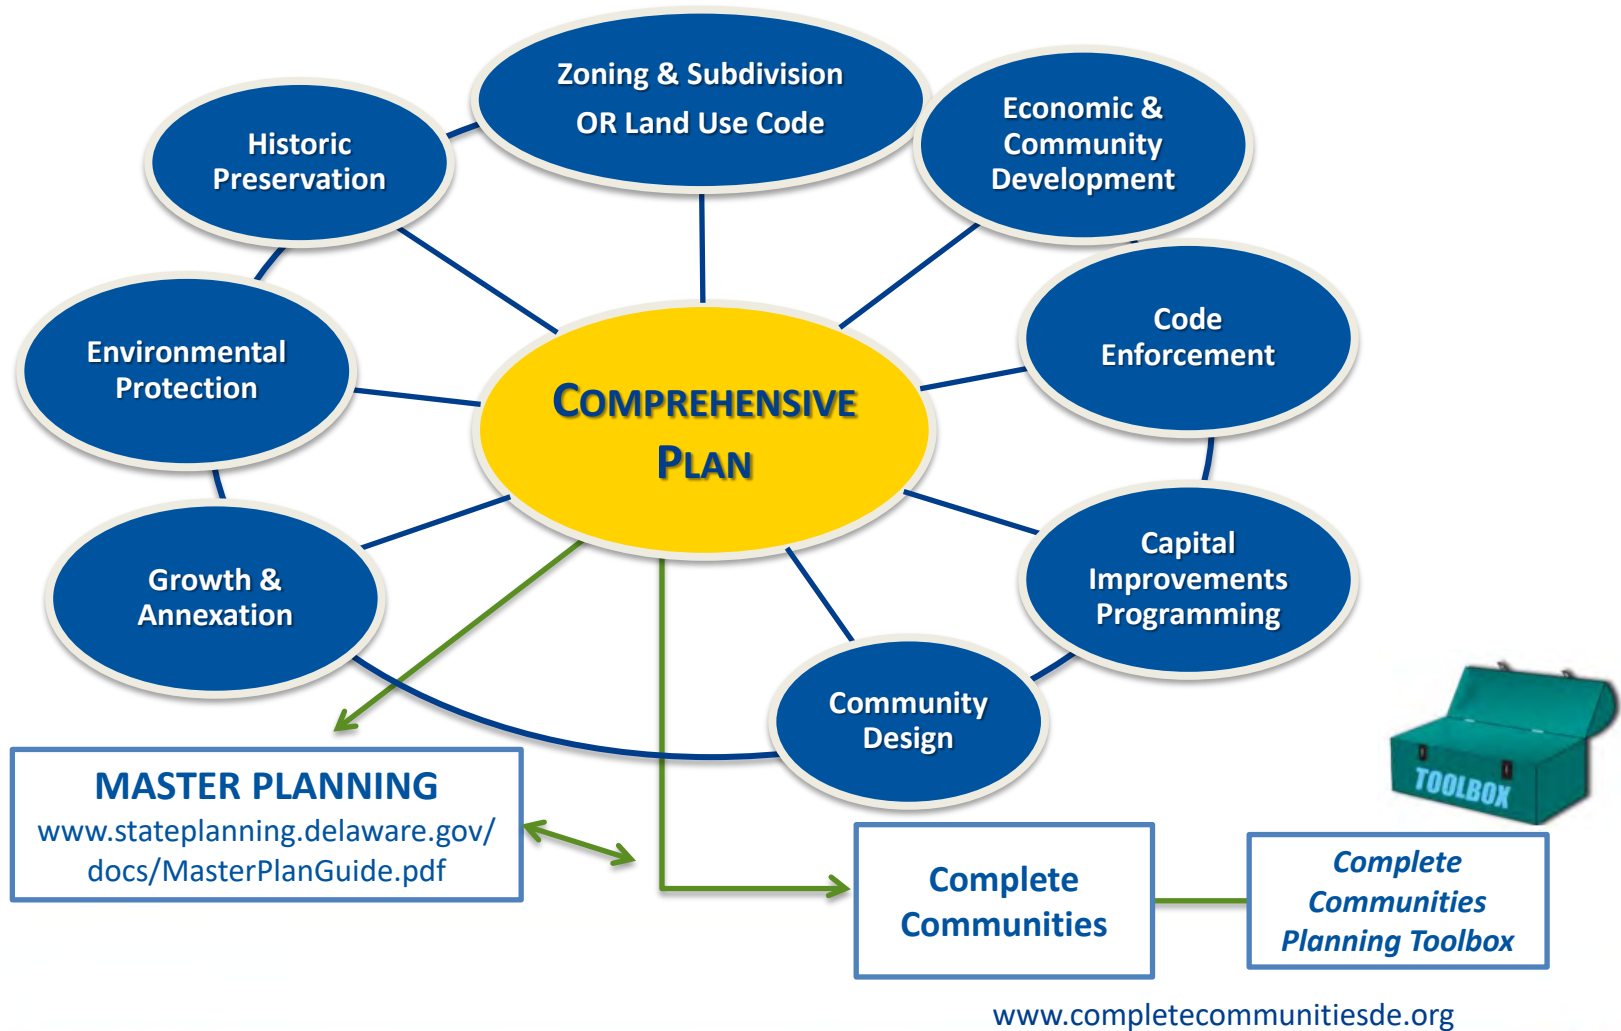 Zoning & Subdivision
OR Land Use Code
Economic &
Community
Development
Historic
Preservation
Code
Enforcement
Environmental
Protection
COMPREHENSIVE
PLAN
Capital
Improvements
Programming
Growth &
Annexation
Community
Design
TOOLBOX
MASTER PLANNING
www.stateplanning.delaware.gov/
docs/MasterPlanGuide.pdf
Complete
Communities
Complete
Communities
Planning Toolbox
www.completecommunitiesde.org